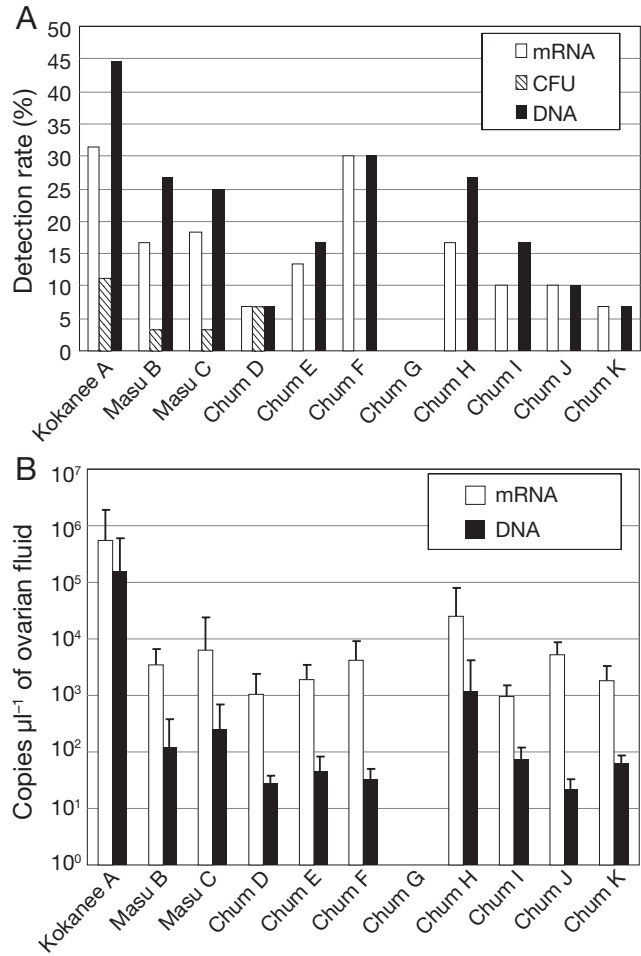 A
50
45
40
35
30
25
20
15
10
5
0
Detection rate (%)
mRNA
CFU
DNA
Kokanee A
Masu B
Masu C
Chum D
Chum E
Chum F
Chum G
Chum H
Chum I
Chum J
Chum K
B
10⁷
10⁶
10⁵
10⁴
10³
10²
10¹
10⁰
Copies µl⁻¹ of ovarian fluid
mRNA
DNA
Kokanee A
Masu B
Masu C
Chum D
Chum E
Chum F
Chum G
Chum H
Chum I
Chum J
Chum K